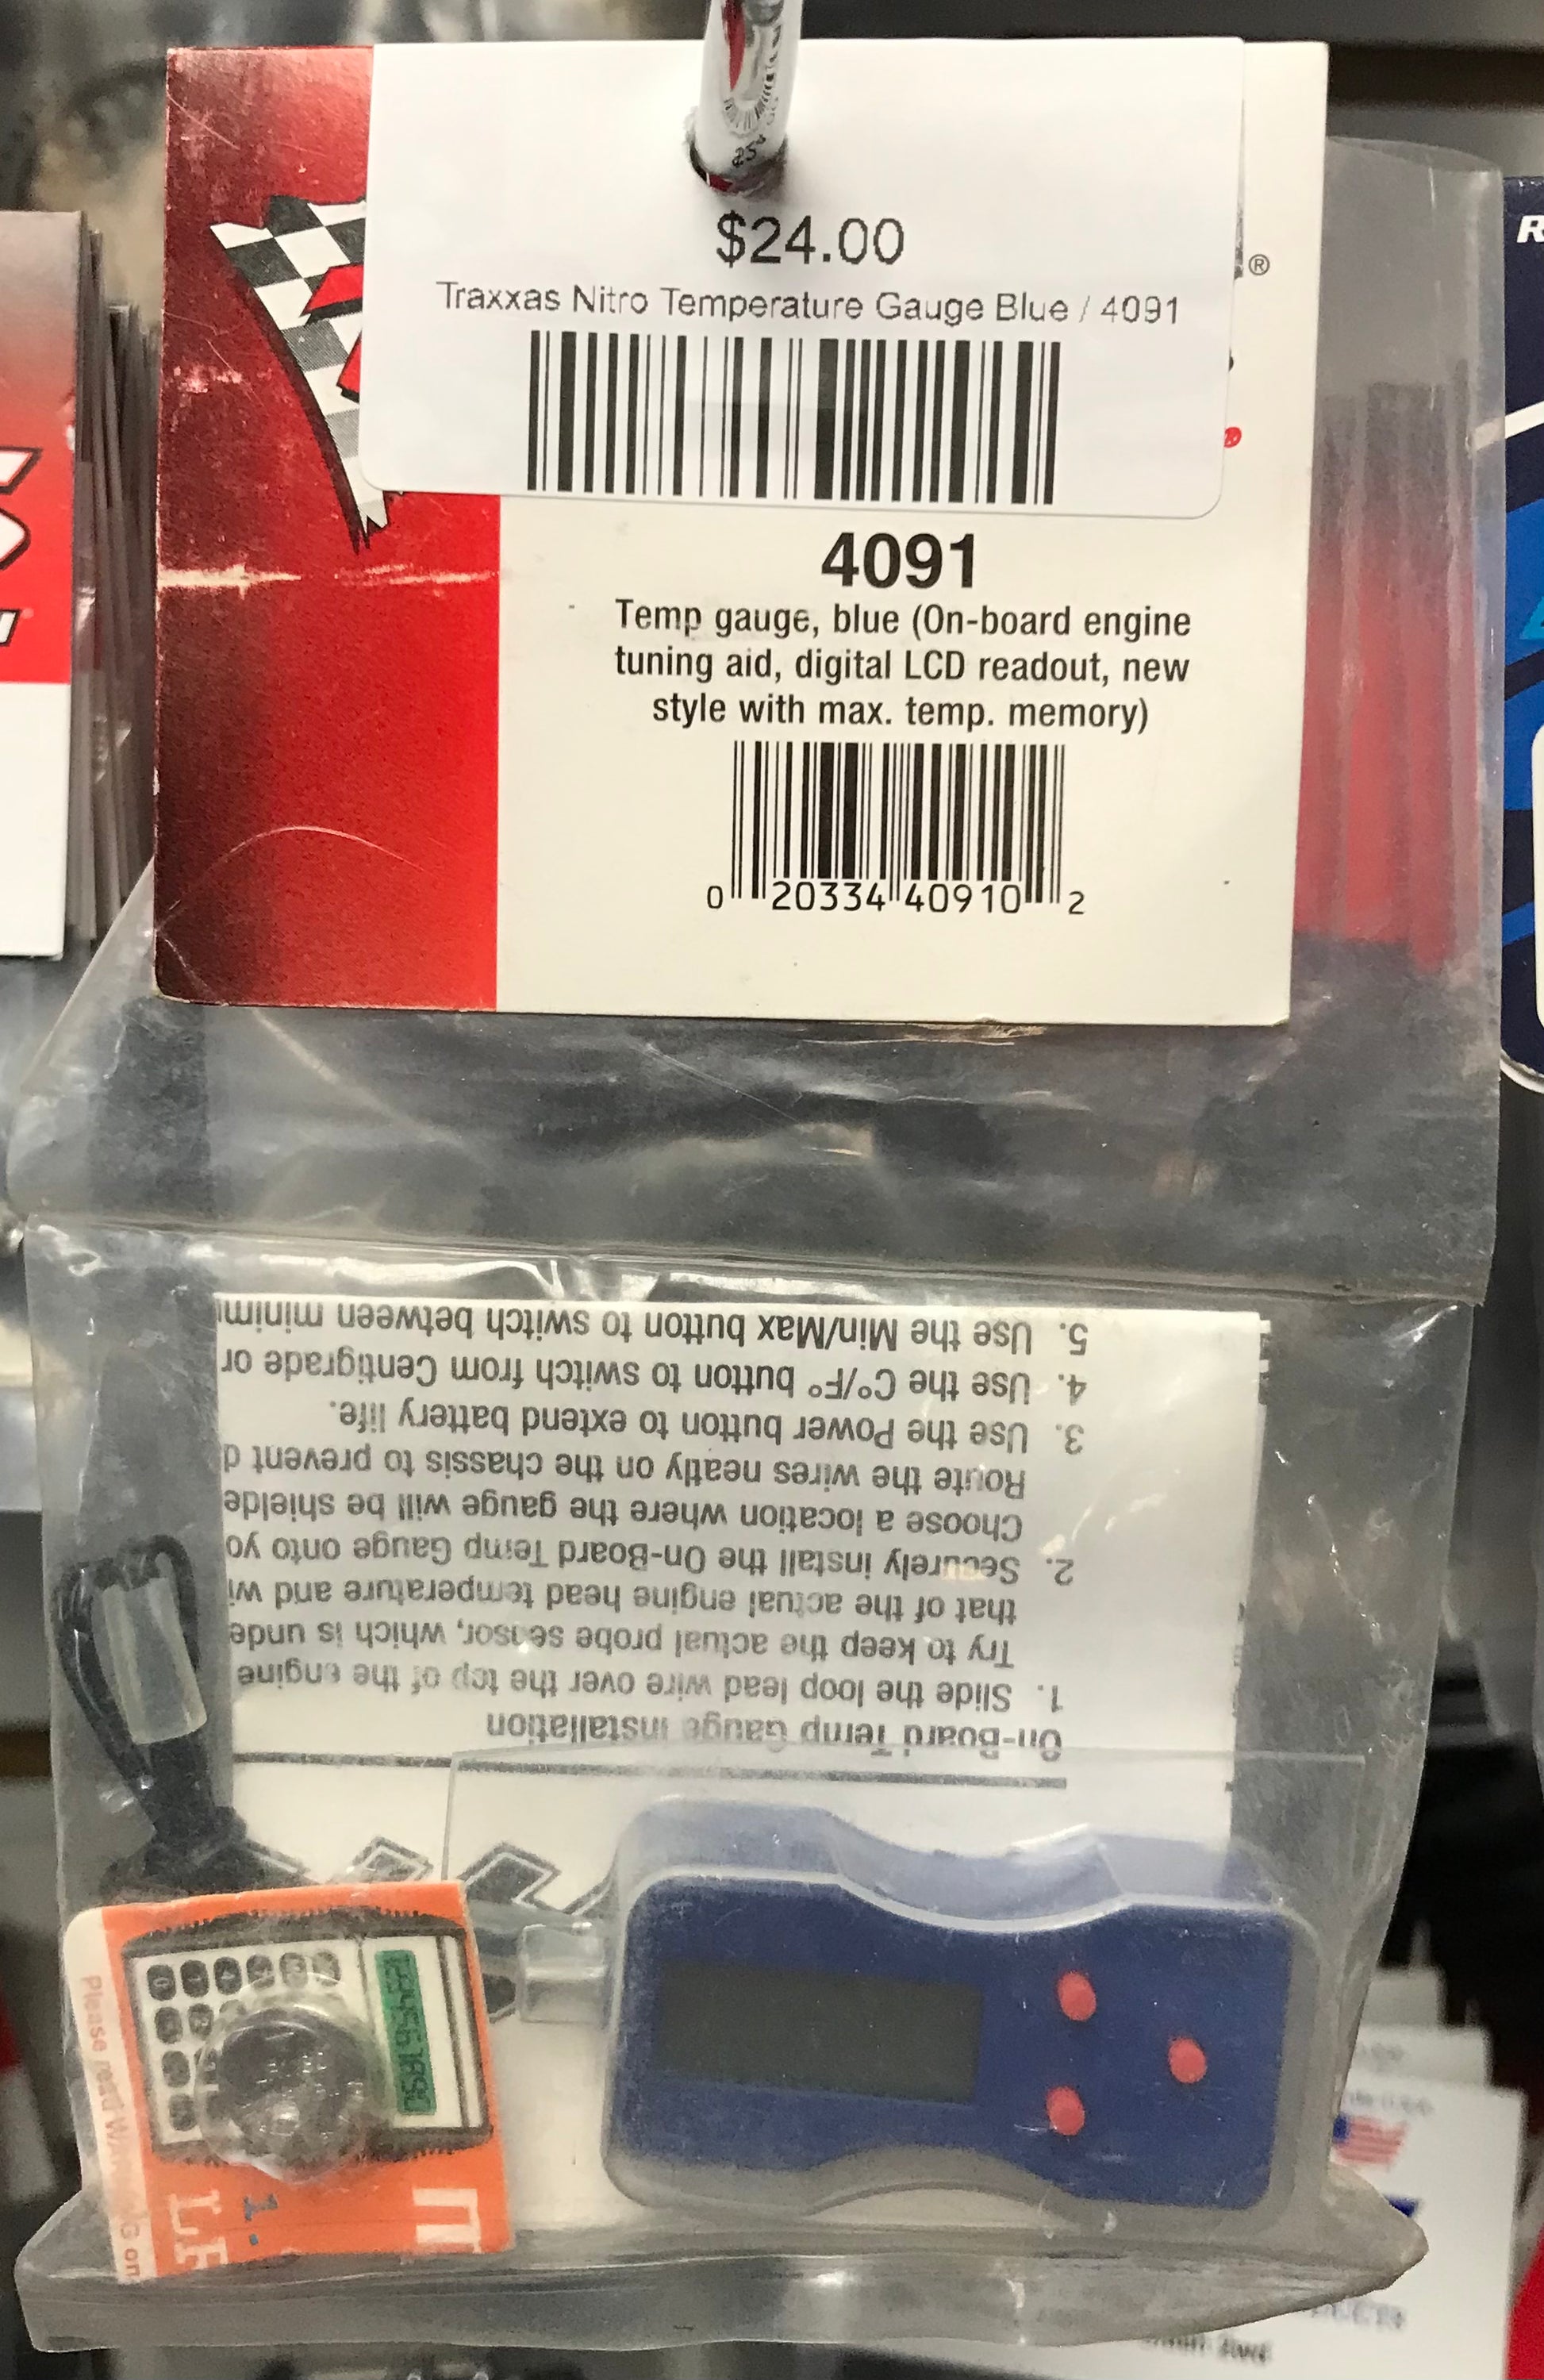 25
$24.00
Traxxas Nitro Temperature Gauge Blue / 4091
®
4091
Temp gauge, blue (On-board engine
tuning aid, digital LCD readout, new
style with max. temp. memory)
0 20334 40910 2
On-Board Temp Gauge Installation
1. Slide the loop lead wire over the top of the engine
Try to keep the actual probe sensor, which is unde
that of the actual engine head temperature and wi
2. Securely install the On-Board Temp Gauge onto yo
Choose a location where the gauge will be shielde
Route the wires neatly on the chassis to prevent d
3. Use the Power button to extend battery life.
4. Use the C°/F° button to switch from Centigrade or
5. Use the Min/Max button to switch between minim
Please read
on
1.